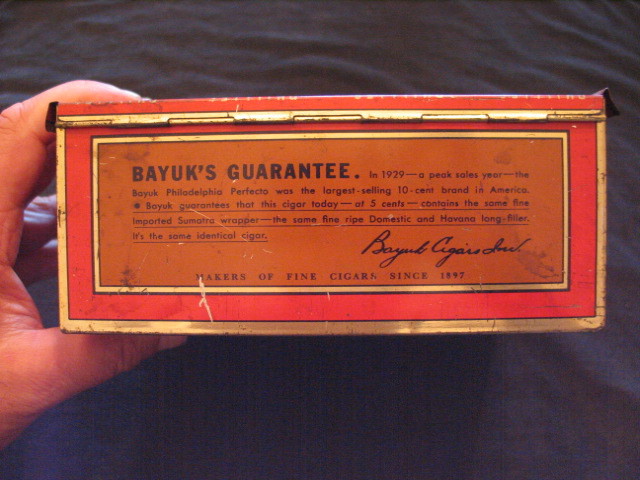 BAYUK'S GUARANTEE. In 1929—a peak sales year—the
Bayuk Philadelphia Perfecto was the largest-selling 10-cent brand in America.
● Bayuk guarantees that this cigar today—at 5 cents—contains the same fine
Imported Sumatra wrapper—the same fine ripe Domestic and Havana long-filler.
It's the same identical cigar.
Bayuk Cigars Inc.
MAKERS OF FINE CIGARS SINCE 1897